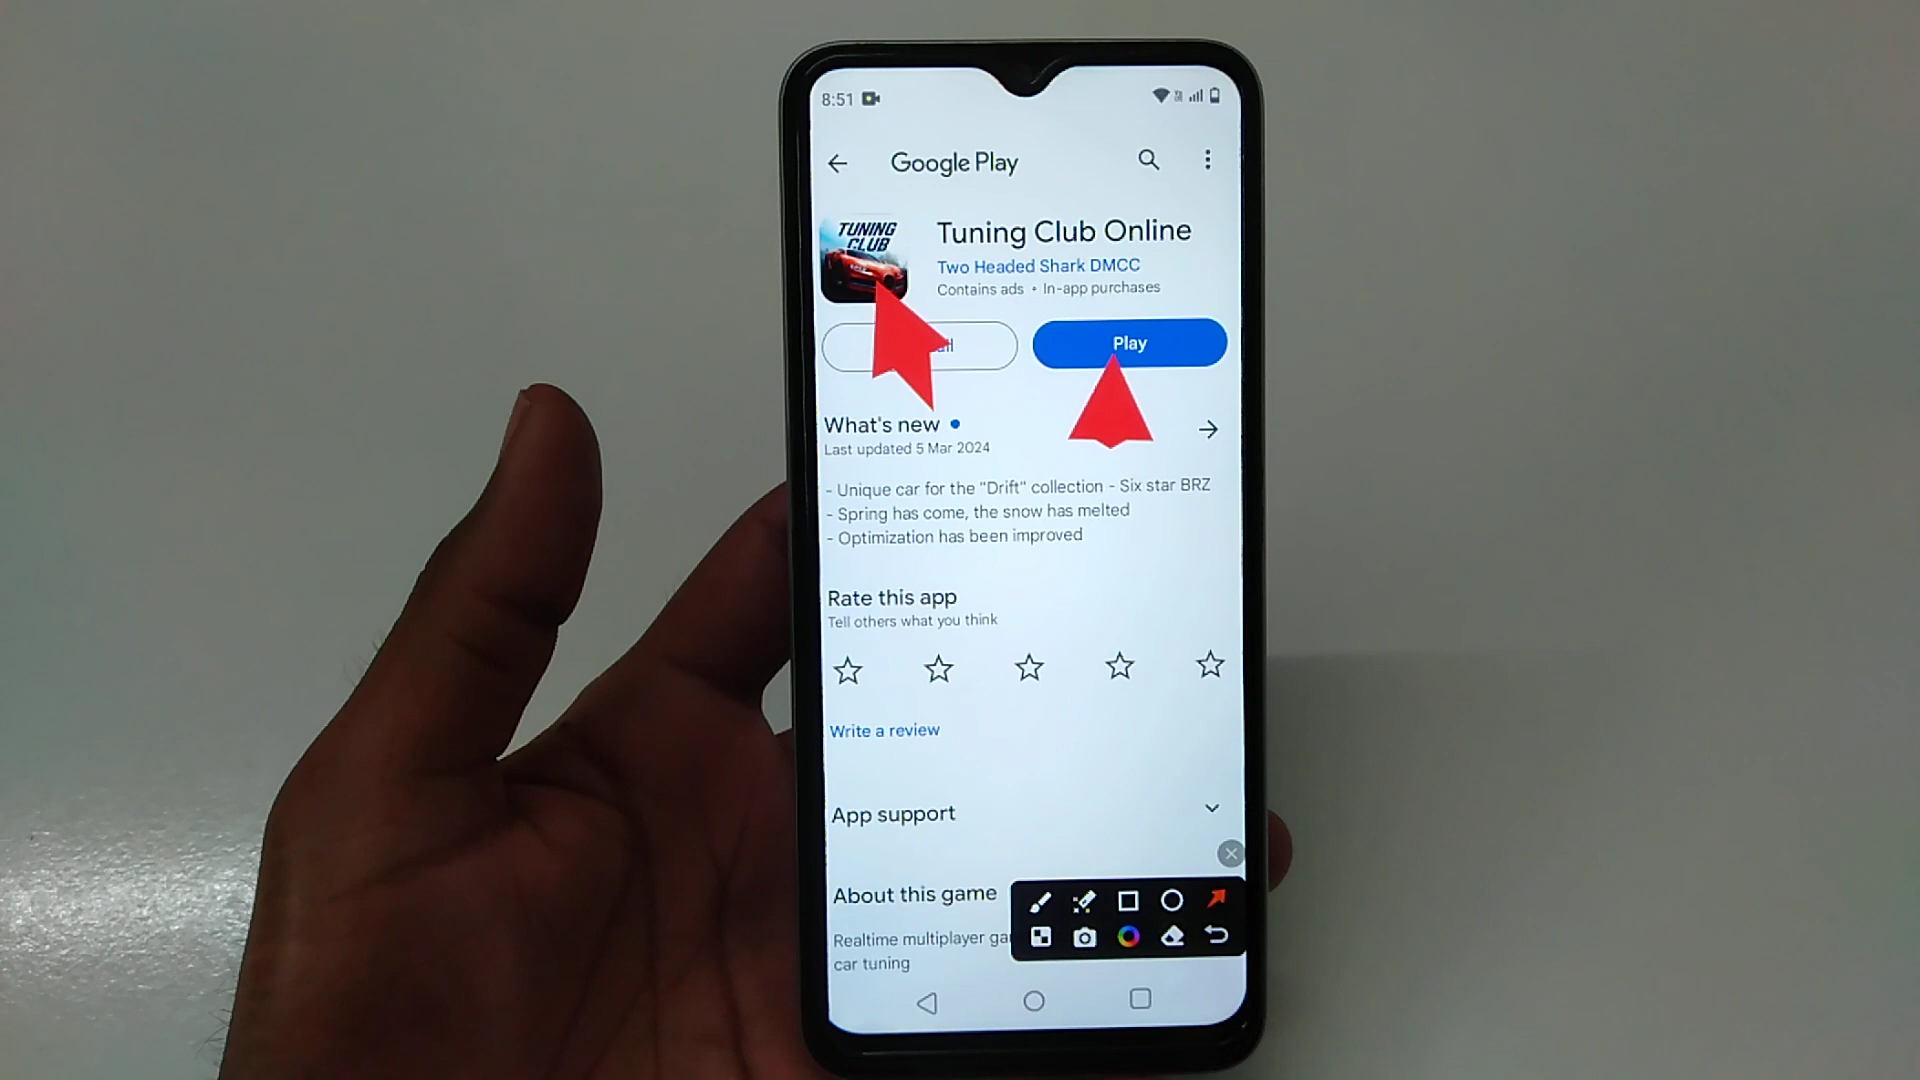 8:51
Google Play
TUNING
CLUB
Tuning Club Online
Two Headed Shark DMCC
Contains ads • In-app purchases
Play
What's new
Last updated 5 Mar 2024
- Unique car for the "Drift" collection - Six star BRZ
- Spring has come, the snow has melted
- Optimization has been improved
Rate this app
Tell others what you think
Write a review
App support
About this game
Realtime multiplayer
car tuning